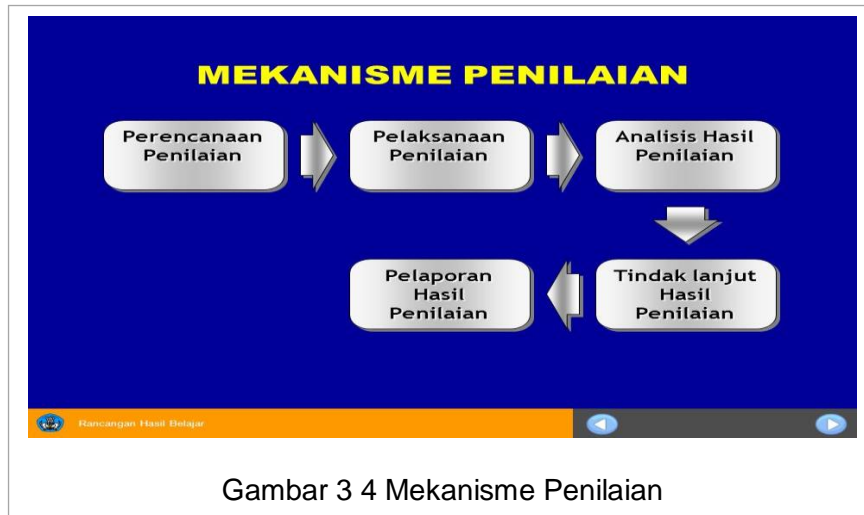 MEKANISME PENILAIAN
Perencanaan
Penilaian
Pelaksanaan
Penilaian
Analisis Hasil
Penilaian
Tindak lanjut
Hasil
Penilaian
Pelaporan
Hasil
Penilaian
Rancangan Hasil Belajar
Gambar 3 4 Mekanisme Penilaian